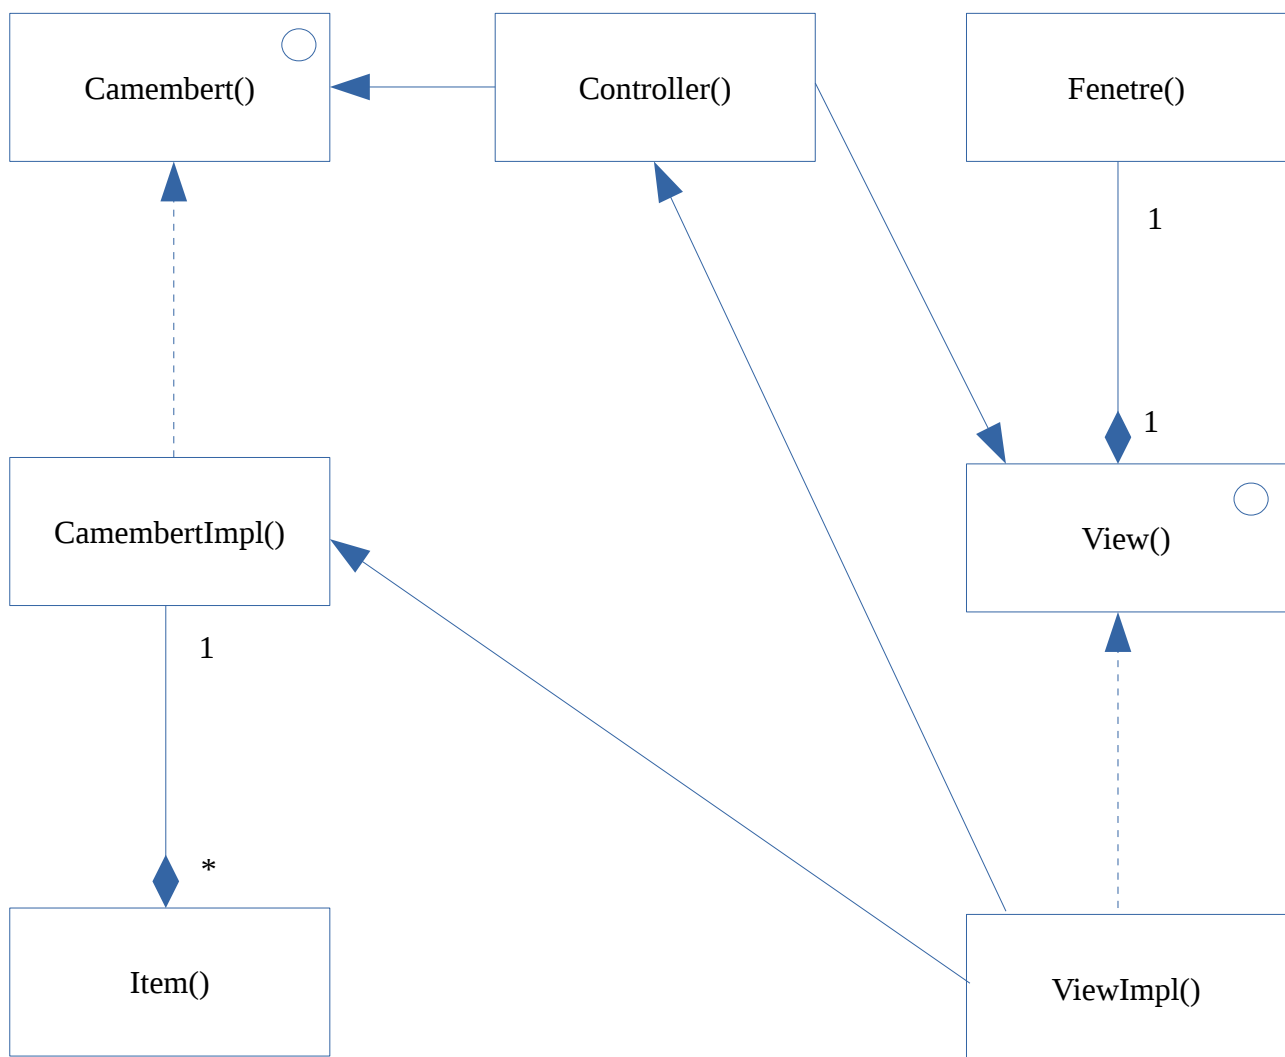 Camembert()
Controller()
Fenetre()
1
1
CamembertImpl()
View()
1
*
Item()
ViewImpl()